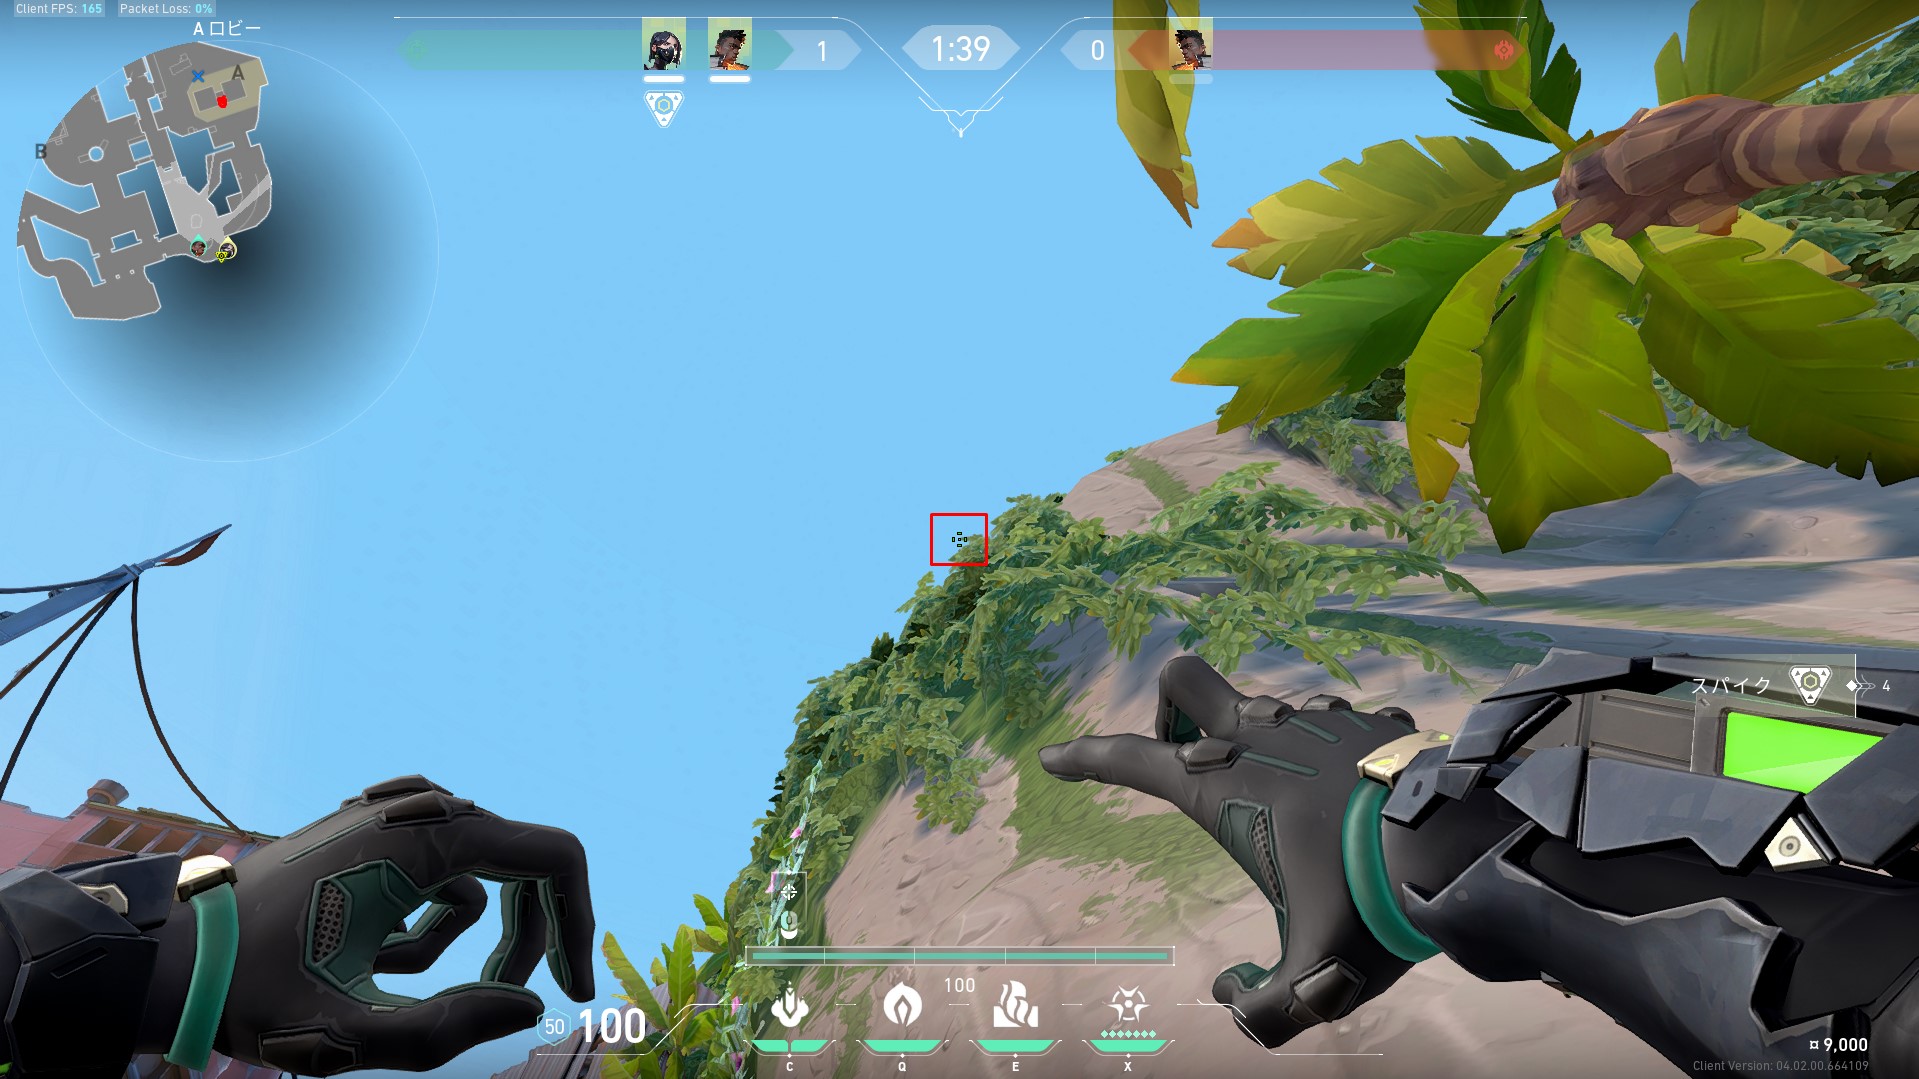 Client FPS: 165 Packet Loss: 0%
A ロビー
A
B
1
1:39
0
スパイク
4
100
50
100
C
Q
E
X
¤ 9,000
Client Version: 04.02.00.664109